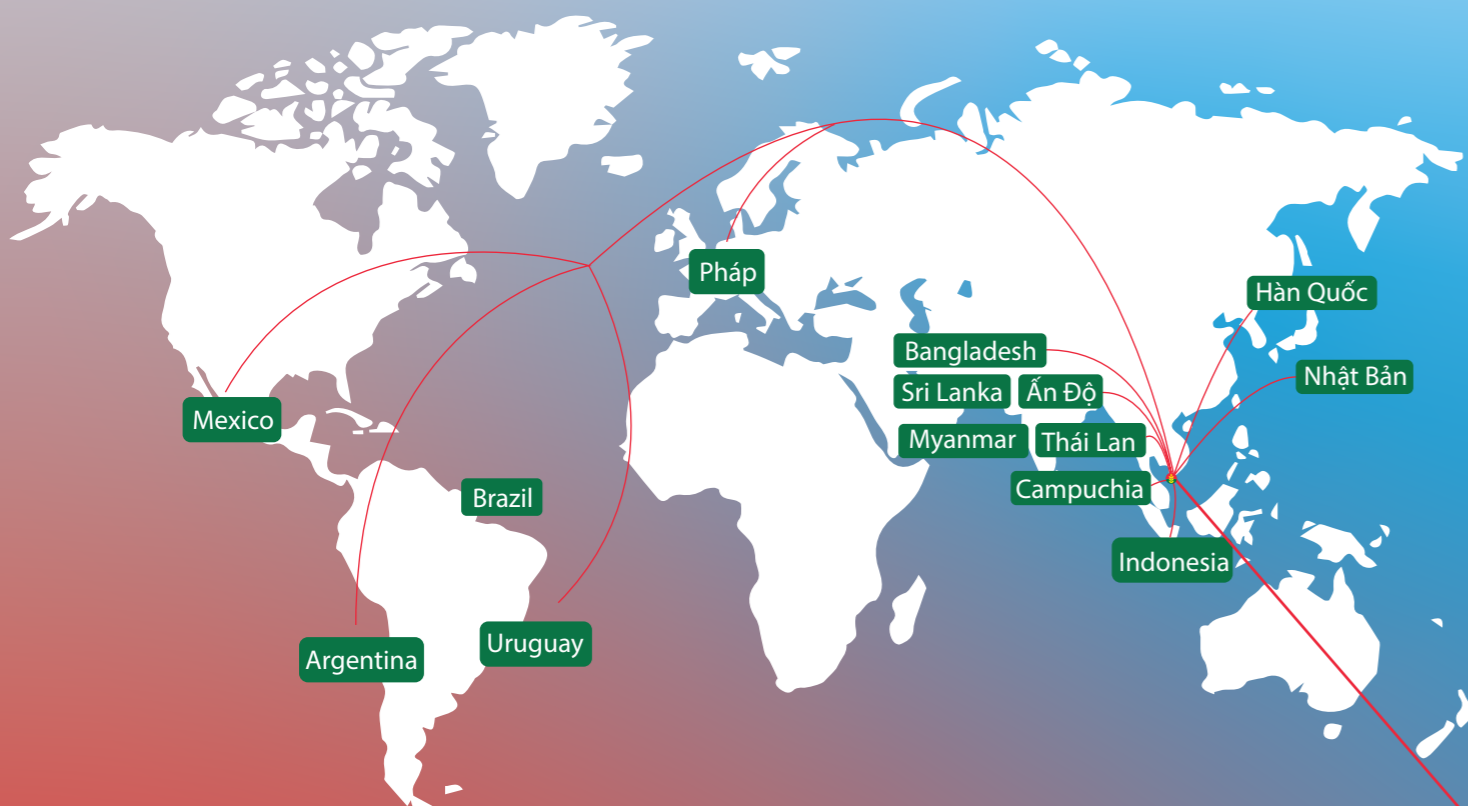 Pháp
Hàn Quốc
Bangladesh
Nhật Bản
Sri Lanka
Ấn Độ
Mexico
Myanmar
Thái Lan
Campuchia
Brazil
Indonesia
Uruguay
Argentina